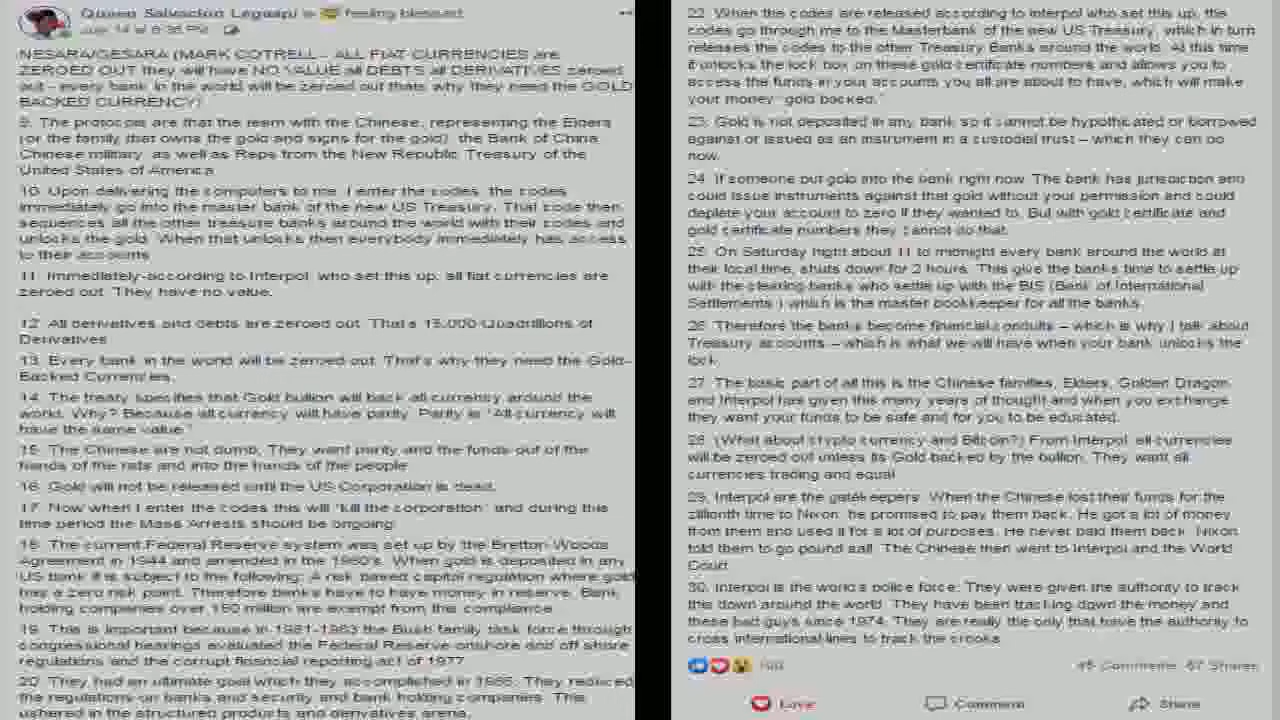 Queen Salvacion Legaspi is feeling blessed
at 6:36 PM
NESARA/GESARA (MARK COTRELL - ALL FIAT CURRENCIES are
ZEROED OUT they will have NO VALUE all DEBTS all DERIVATIVES zeroed
out - every bank in the world will be zeroed out thats why they need the GOLD
BACKED CURRENCY)
9. The protocols are that the team with the Chinese, representing the Elders
(or the family that owns the gold and signs for the gold), the Bank of China,
Chinese military, as well as Reps from the New Republic Treasury of the
United States of America.
10. Upon delivering the computers to me, I enter the codes, the codes
immediately go into the master bank of the new US Treasury. That code then
sequences all the other treasure banks around the world with their codes and
unlocks the gold. When that unlocks then everybody immediately has access
to their accounts.
11. Immediately-according to Interpol, who set this up, all fiat currencies are
zeroed out. They have no value.
12. All derivatives and debts are zeroed out. That's 15,000 Quadrillions of
Derivatives
13. Every bank in the world will be zeroed out. That's why they need the Gold-
Backed Currencies.
14. The treaty specifies that Gold bullion will back all currency around the
world. Why? Because all currency will have parity. Parity is "All currency will
have the same value."
15. The Chinese are not dumb. They want parity and the funds out of the
hands of the rats and into the hands of the people.
16. Gold will not be released until the US Corporation is dead.
17. Now when I enter the codes this will "kill the corporation" and during this
time period the Mass Arrests should be ongoing.
18. The current Federal Reserve system was set up by the Bretton Woods
Agreement in 1944 and amended in the 1960's. When gold is deposited in any
US bank it is subject to the following: A risk based capital regulation where gold
has a zero risk point. Therefore banks have to have money in reserve. Bank
holding companies over 150 million are exempt from this compliance.
19. This is important because in 1981-1983 the Bush family task force through
congressional hearings evaluated the Federal Reserve onshore and off shore
regulations and the corrupt financial reporting act of 1977.
20. They had an ultimate goal which they accomplished in 1985. They reduced
the regulations on banks and security and bank holding companies. This
ushered in the structured products and derivatives arena.
22. When the codes are released according to Interpol who set this up, the
codes go through me to the Masterbank of the new US Treasury, which in turn
releases the codes to the other Treasury Banks around the world. At this time
it unlocks the lock box on these gold certificate numbers and allows you to
access the funds in your accounts you all are about to have, which will make
your money "gold backed."
23. Gold is not deposited in any bank so it cannot be hypothicated or borrowed
against or issued as an instrument in a custodial trust – which they can do
now.
24. If someone put gold into the bank right now. The bank has jurisdiction and
could issue instruments against that gold without your permission and could
deplete your account to zero if they wanted to. But with gold certificate and
gold certificate numbers they cannot do that.
25. On Saturday night about 11 to midnight every bank around the world at
their local time, shuts down for 2 hours. This give the banks time to settle up
with the clearing banks who settle up with the BIS (Bank of International
Settlements ) which is the master bookkeeper for all the banks.
26. Therefore the banks become financial conduits – which is why I talk about
Treasury accounts – which is what we will have when your bank unlocks the
lock.
27. The basic part of all this is the Chinese families, Elders, Golden Dragon
and Interpol has given this many years of thought and when you exchange
they want your funds to be safe and for you to be educated.
28. (What about crypto currency and Bitcoin?) From Interpol, all currencies
will be zeroed out unless its Gold backed by the bullion. They want all
currencies trading and equal.
29. Interpol are the gatekeepers. When the Chinese lost their funds for the
zillionth time to Nixon, he promised to pay them back. He got a lot of money
from them and used it for a lot of purposes. He never paid them back. Nixon
told them to go pound salt. The Chinese then went to Interpol and the World
Court.
30. Interpol is the world's police force. They were given the authority to track
this down around the world. They have been tracking down the money and
these bad guys since 1974. They are really the only that have the authority to
cross international lines to track the crooks.
Comments
Shares
Love
Comment
Share